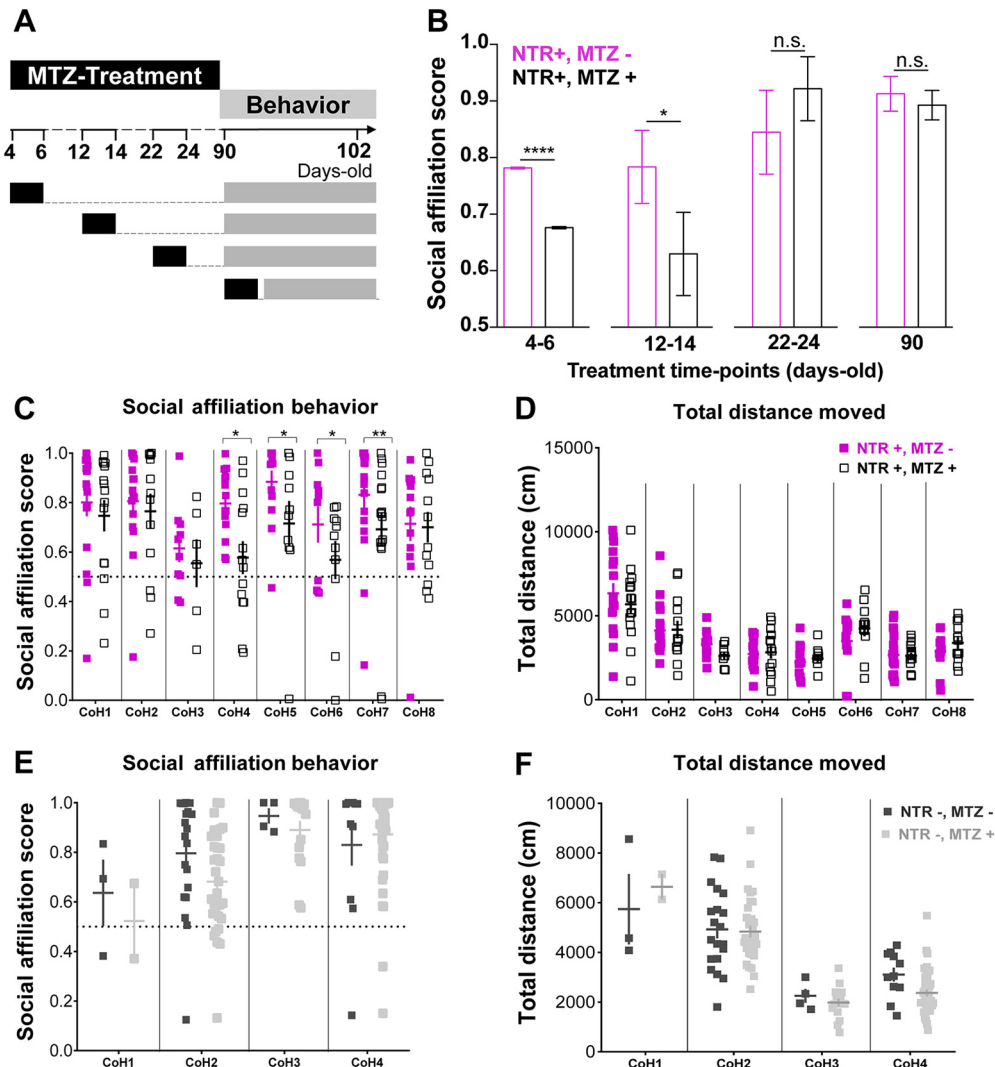 A
MTZ-Treatment
Behavior
4 6 12 14 22 24 90 102
Days-old
B
NTR+, MTZ -
NTR+, MTZ +
n.s.
n.s.
*
****
Social affiliation score
1.0
0.9
0.8
0.7
0.6
0.5
4-6 12-14 22-24 90
Treatment time-points (days-old)
C
Social affiliation behavior
* * * **
Social affiliation score
1.0
0.8
0.6
0.4
0.2
0.0
CoH1 CoH2 CoH3 CoH4 CoH5 CoH6 CoH7 CoH8
D
Total distance moved
NTR +, MTZ -
NTR +, MTZ +
Total distance (cm)
15000
10000
5000
0
CoH1 CoH2 CoH3 CoH4 CoH5 CoH6 CoH7 CoH8
E
Social affiliation behavior
Social affiliation score
1.0
0.8
0.6
0.4
0.2
0.0
CoH1 CoH2 CoH3 CoH4
F
Total distance moved
NTR -, MTZ -
NTR -, MTZ +
Total distance (cm)
10000
8000
6000
4000
2000
0
CoH1 CoH2 CoH3 CoH4